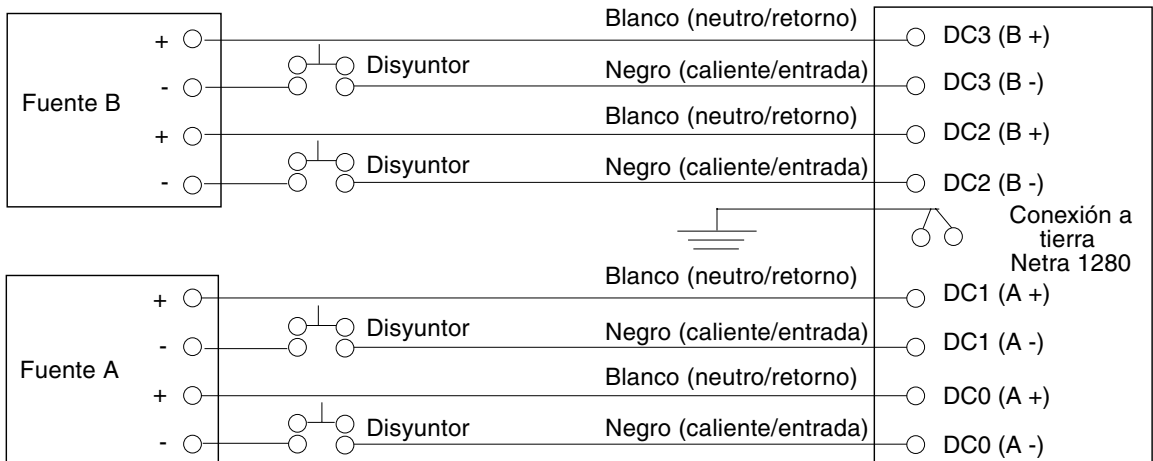 Fuente B
+
-
+
-
Disyuntor
Disyuntor
Blanco (neutro/retorno)
Negro (caliente/entrada)
Blanco (neutro/retorno)
Negro (caliente/entrada)
DC3 (B +)
DC3 (B -)
DC2 (B +)
DC2 (B -)
Conexión a
tierra
Netra 1280
Fuente A
+
-
+
-
Disyuntor
Disyuntor
Blanco (neutro/retorno)
Negro (caliente/entrada)
Blanco (neutro/retorno)
Negro (caliente/entrada)
DC1 (A +)
DC1 (A -)
DC0 (A +)
DC0 (A -)